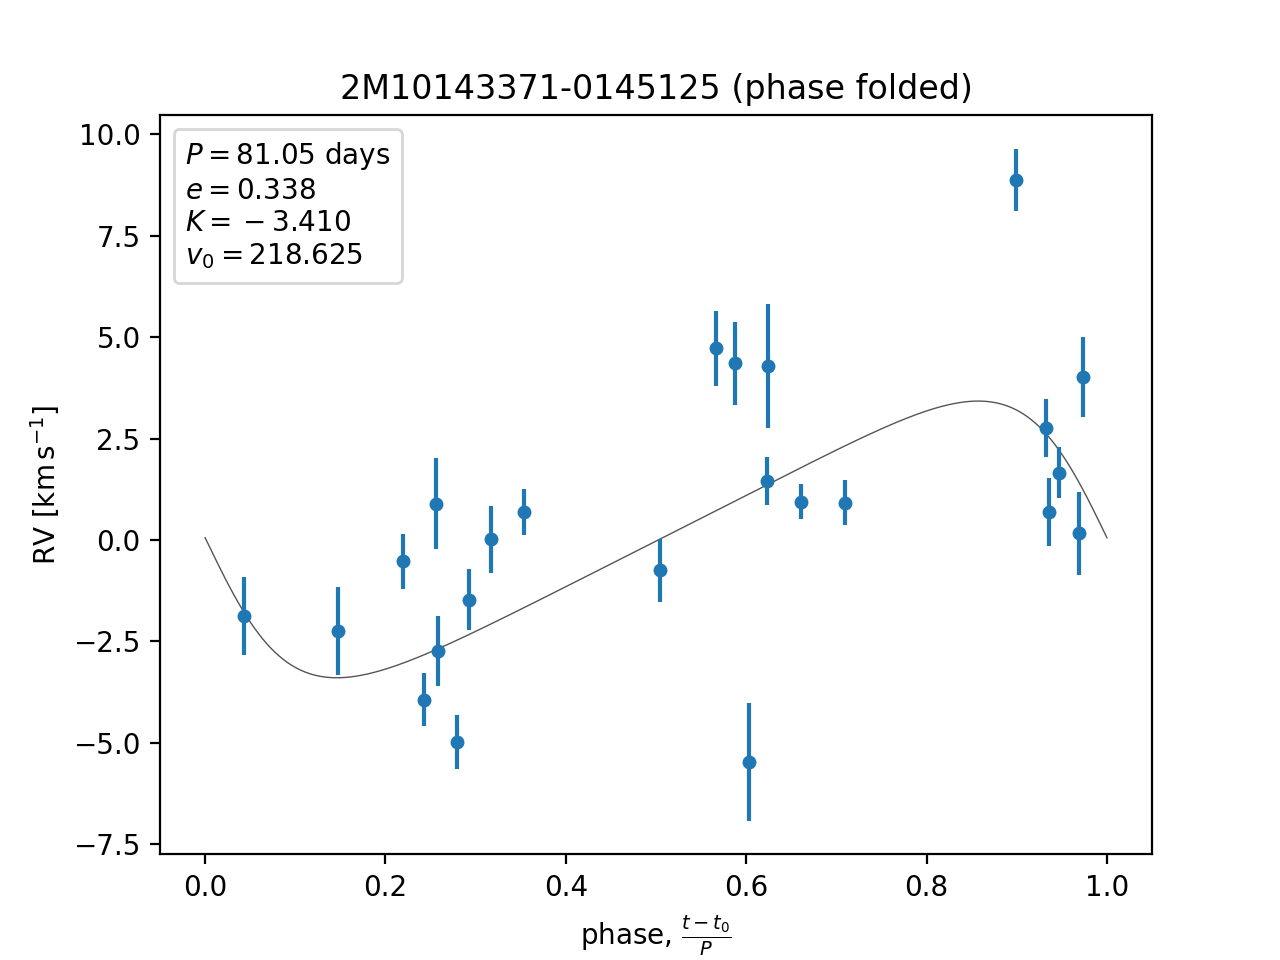 2M10143371-0145125 (phase folded)
P = 81.05 days
e = 0.338
K = −3.410
v₀ = 218.625
10.0
7.5
5.0
2.5
0.0
−2.5
−5.0
−7.5
RV [km s⁻¹]
0.0 0.2 0.4 0.6 0.8 1.0
phase, (t − t₀)/P